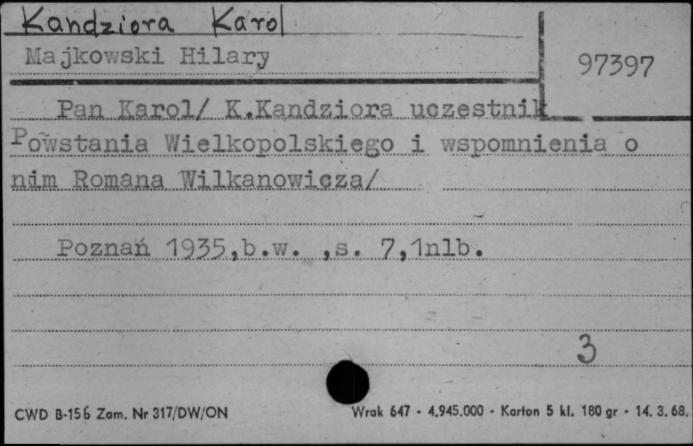 Kandziora Karol
Majkowski Hilary
97397
Pan Karol/ K.Kandziora uczestnik
Powstania Wielkopolskiego i wspomnienia o
nim Romana Wilkanowicza/
Poznań 1935,b.w. ,s. 7,1nlb.
3
CWD B-156 Zam. Nr 317/DW/ON
Wrak 647 - 4.945.000 - Karton 5 kl. 180 gr - 14. 3. 68.